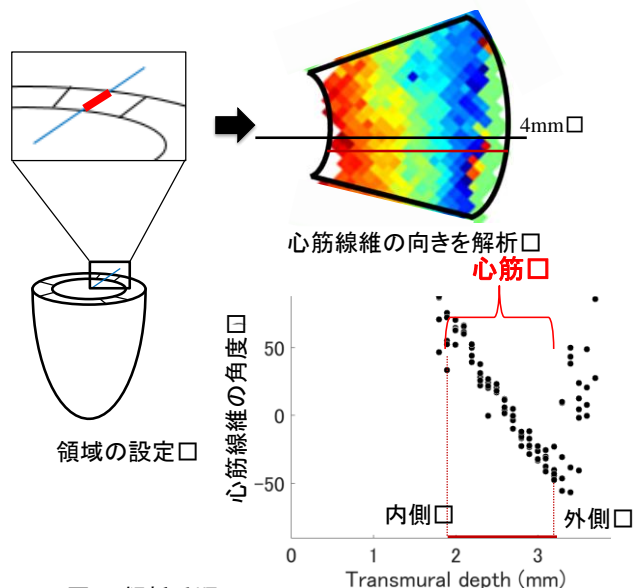 4mm□
心筋線維の向きを解析□
心筋□
領域の設定□
心筋線維の角度□
50
0
−50
内側□
外側□
0
1
2
3
Transmural depth (mm)